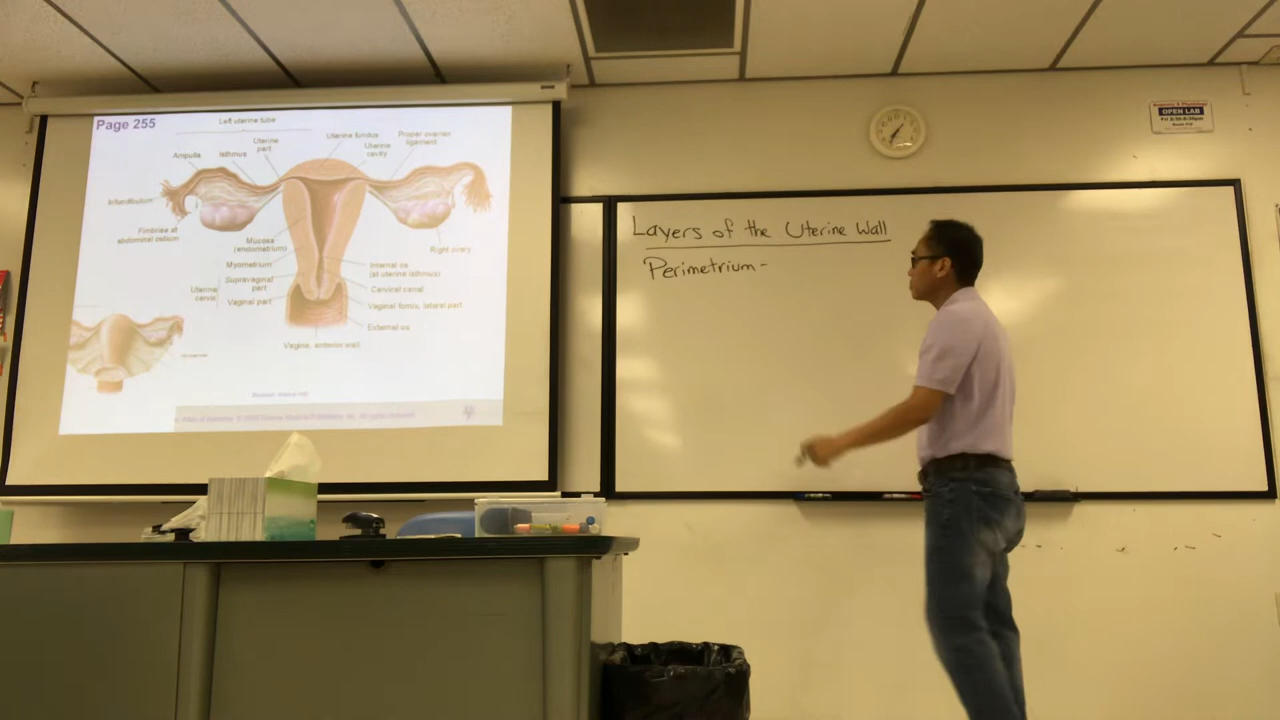 Page 255
Left uterine tube
Uterine fundus
Proper ovarian
ligament
Uterine
part
Uterine
cavity
Ampulla
Isthmus
Infundibulum
Fimbriae at
abdominal ostium
Mucosa
(endometrium)
Right ovary
Myometrium
Internal os
(at uterine isthmus)
Supravaginal
part
Uterine
cervix
Cervical canal
Vaginal part
Vaginal fornix, lateral part
External os
Vagina, anterior wall
Layers of the Uterine Wall
Perimetrium-
Anatomy & Physiology
OPEN LAB